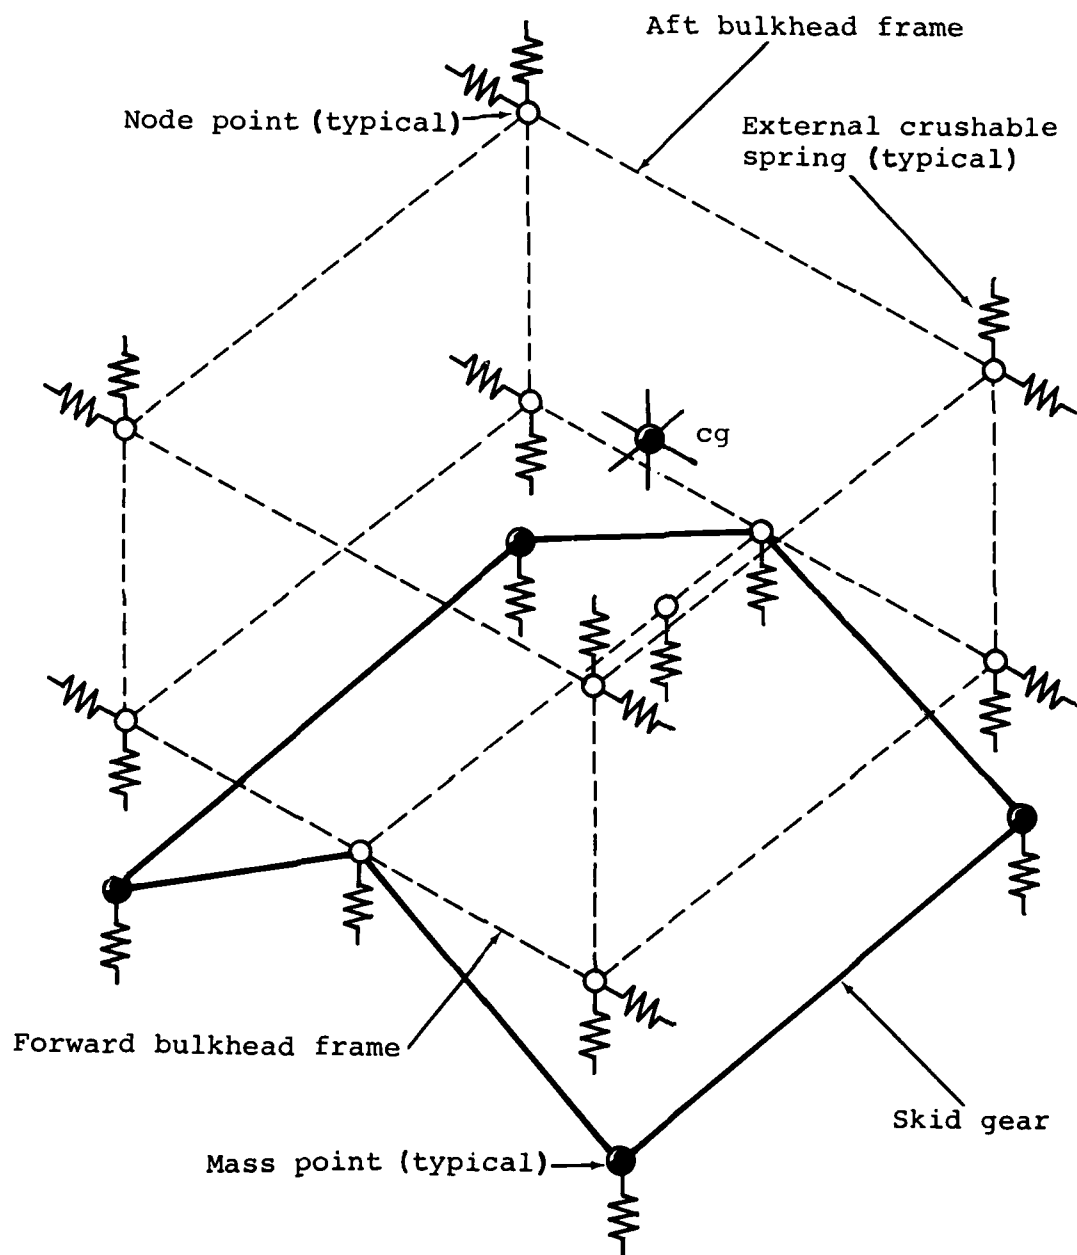 Aft bulkhead frame
Node point (typical)
External crushable
spring (typical)
cg
Forward bulkhead frame
Skid gear
Mass point (typical)